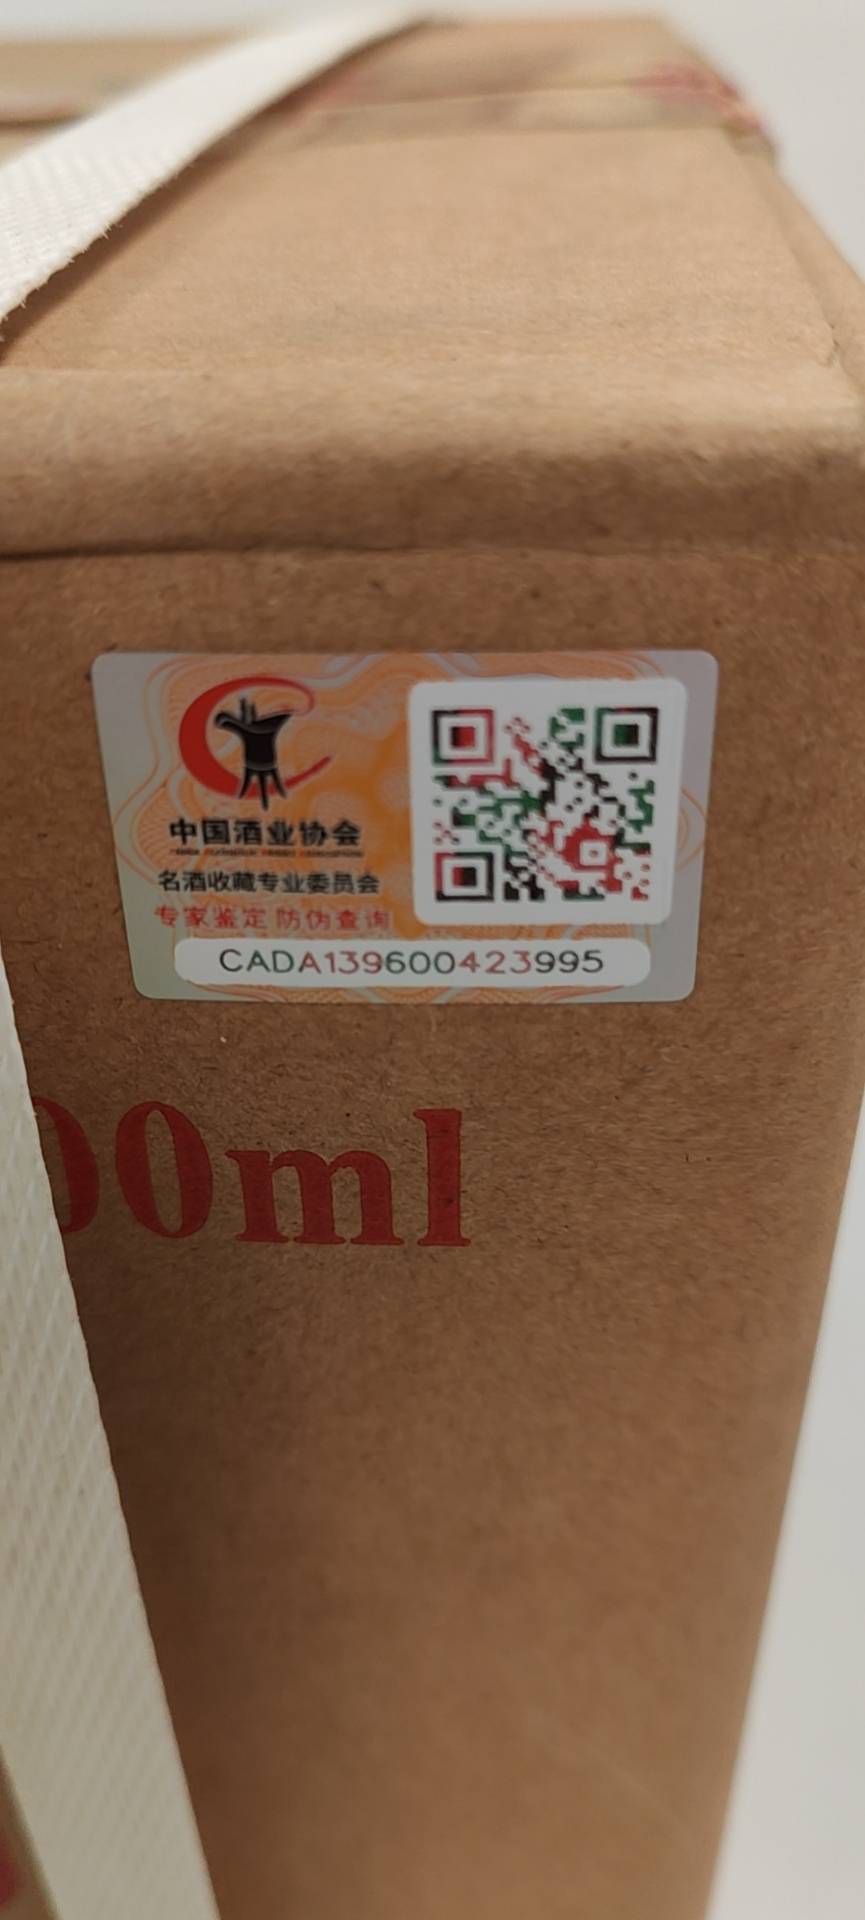 中国酒业协会
名酒收藏专业委员会
专家鉴定 防伪查询
CADA139600423995
00ml